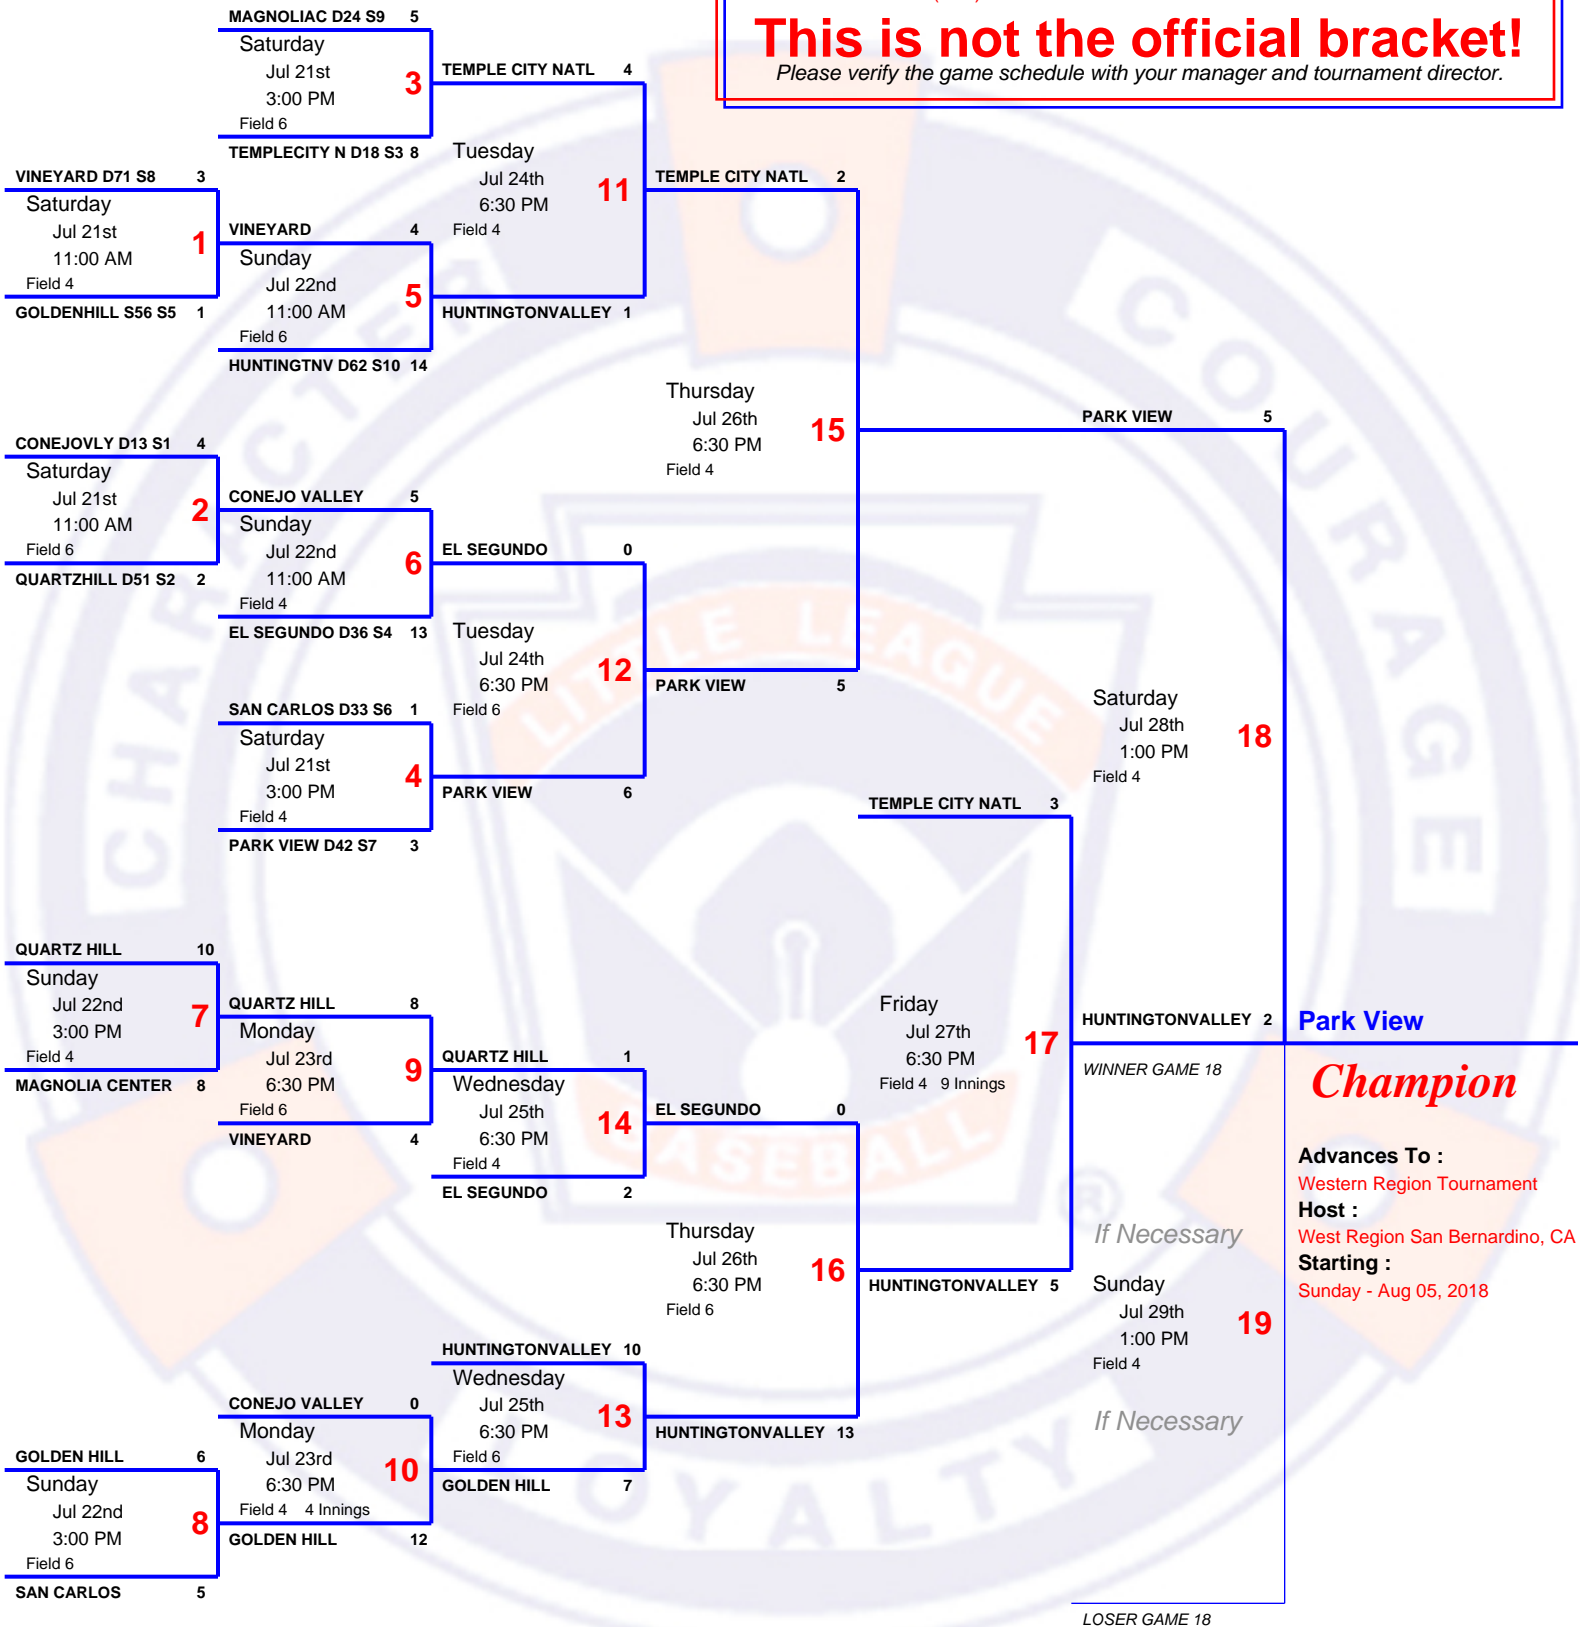 This is not the official bracket!
Please verify the game schedule with your manager and tournament director.
MAGNOLIAC D24 S9 5
Saturday
Jul 21st
3:00 PM
Field 6
3
TEMPLECITY N D18 S3 8
VINEYARD D71 S8 3
Saturday
Jul 21st
11:00 AM
Field 4
1
GOLDENHILL S56 S5 1
VINEYARD 4
Sunday
Jul 22nd
11:00 AM
Field 6
5
HUNTINGTNV D62 S10 14
TEMPLE CITY NATL 4
Tuesday
Jul 24th
6:30 PM
Field 4
11
HUNTINGTONVALLEY 1
CONEJOVLY D13 S1 4
Saturday
Jul 21st
11:00 AM
Field 6
2
QUARTZHILL D51 S2 2
CONEJO VALLEY 5
Sunday
Jul 22nd
11:00 AM
Field 4
6
EL SEGUNDO D36 S4 13
SAN CARLOS D33 S6 1
Saturday
Jul 21st
3:00 PM
Field 4
4
PARK VIEW D42 S7 3
EL SEGUNDO 0
Tuesday
Jul 24th
6:30 PM
Field 6
12
PARK VIEW 6
TEMPLE CITY NATL 2
Thursday
Jul 26th
6:30 PM
Field 4
15
PARK VIEW 5
QUARTZ HILL 10
Sunday
Jul 22nd
3:00 PM
Field 4
7
MAGNOLIA CENTER 8
QUARTZ HILL 8
Monday
Jul 23rd
6:30 PM
Field 6
9
VINEYARD 4
QUARTZ HILL 1
Wednesday
Jul 25th
6:30 PM
Field 4
14
EL SEGUNDO 2
GOLDEN HILL 6
Sunday
Jul 22nd
3:00 PM
Field 6
8
SAN CARLOS 5
CONEJO VALLEY 0
Monday
Jul 23rd
6:30 PM
Field 4 4 Innings
10
GOLDEN HILL 12
HUNTINGTONVALLEY 10
Wednesday
Jul 25th
6:30 PM
Field 6
13
GOLDEN HILL 7
EL SEGUNDO 0
Thursday
Jul 26th
6:30 PM
Field 6
16
HUNTINGTONVALLEY 13
TEMPLE CITY NATL 3
Friday
Jul 27th
6:30 PM
Field 4 9 Innings
17
HUNTINGTONVALLEY 5
PARK VIEW 5
Saturday
Jul 28th
1:00 PM
Field 4
18
HUNTINGTONVALLEY 2
WINNER GAME 18
If Necessary
Sunday
Jul 29th
1:00 PM
Field 4
19
If Necessary
LOSER GAME 18
Park View
Champion
Advances To :
Western Region Tournament
Host :
West Region San Bernardino, CA
Starting :
Sunday - Aug 05, 2018
CHARACTER
COURAGE
LOYALTY
LITTLE LEAGUE
BASEBALL
®